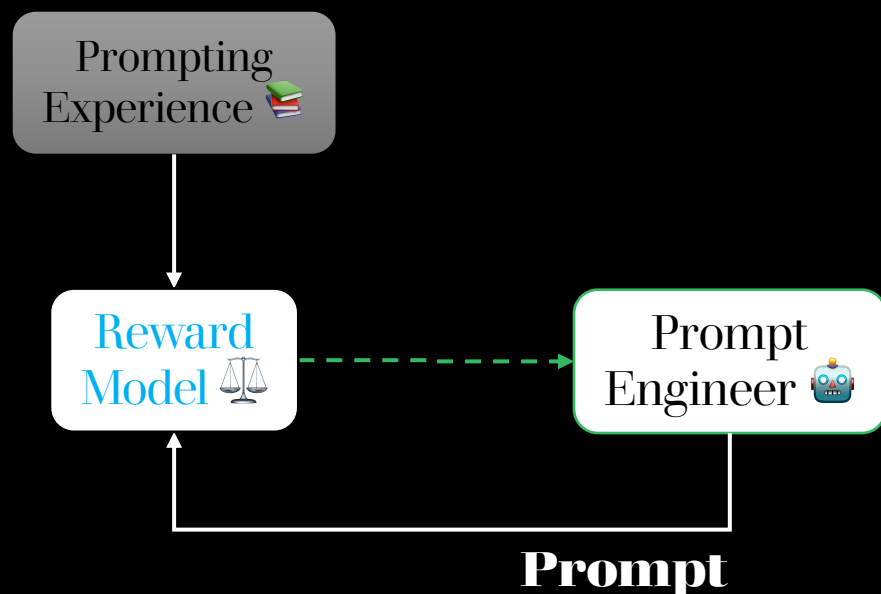 Prompting
Experience 📚
Reward
Model ⚖️
Prompt
Engineer 🤖
Prompt